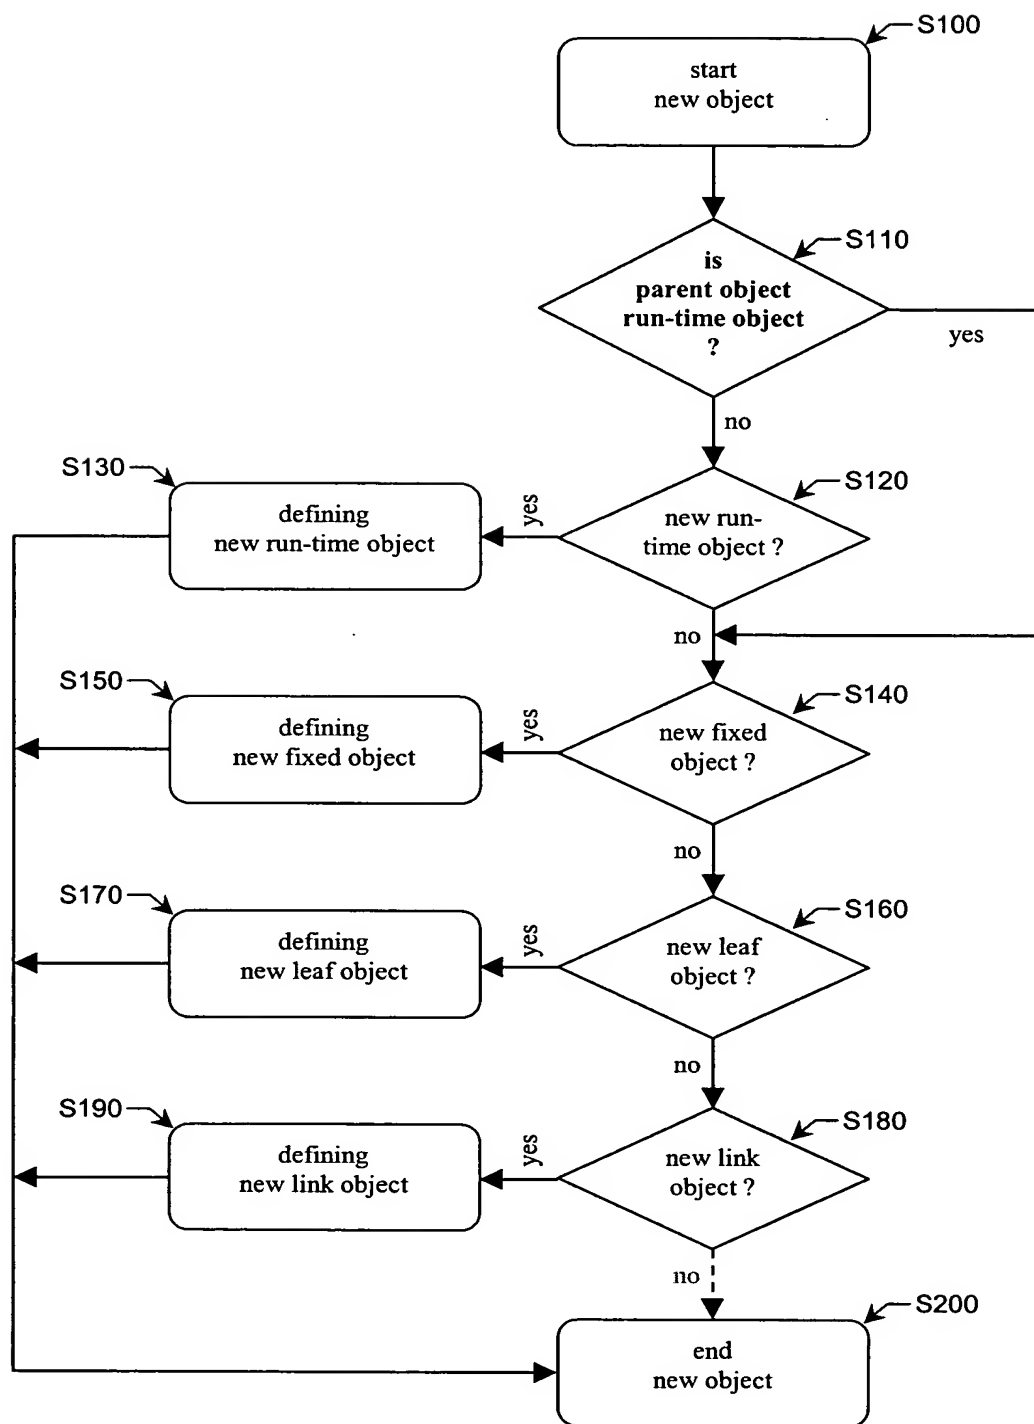 S100
start
new object
S110
is
parent object
run-time object
?
yes
no
S130
S120
defining
new run-time object
yes
new run-
time object ?
no
S150
S140
defining
new fixed object
yes
new fixed
object ?
no
S170
S160
defining
new leaf object
yes
new leaf
object ?
no
S190
S180
defining
new link object
yes
new link
object ?
no
S200
end
new object